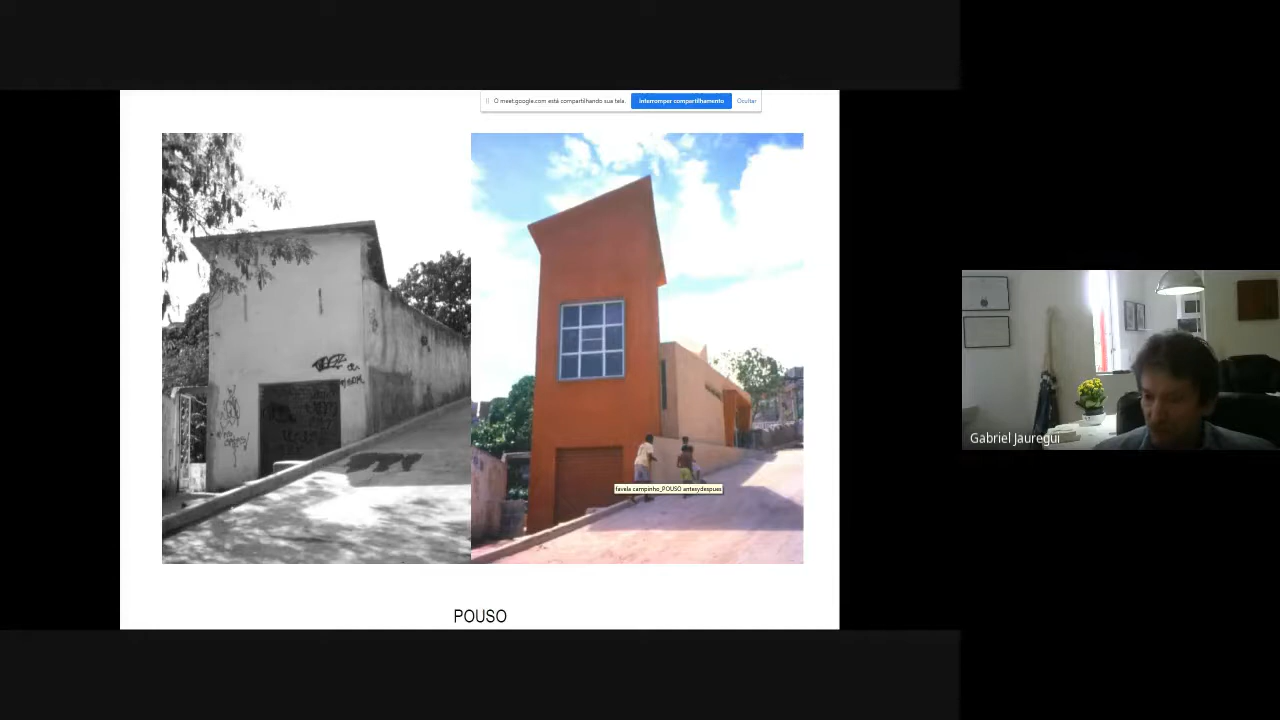 O meet.google.com está compartilhando sua tela.
Interromper compartilhamento
Ocultar
favela campinho_POUSO antesydespues
Gabriel Jauregui
POUSO